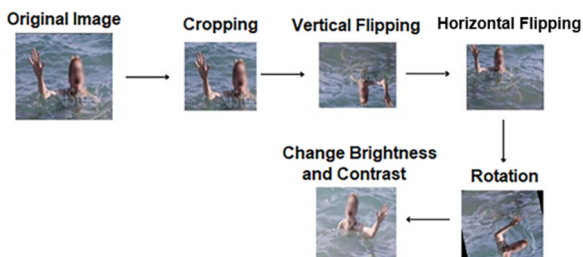 Original Image
Cropping
Vertical Flipping
Horizontal Flipping
Change Brightness
and Contrast
Rotation